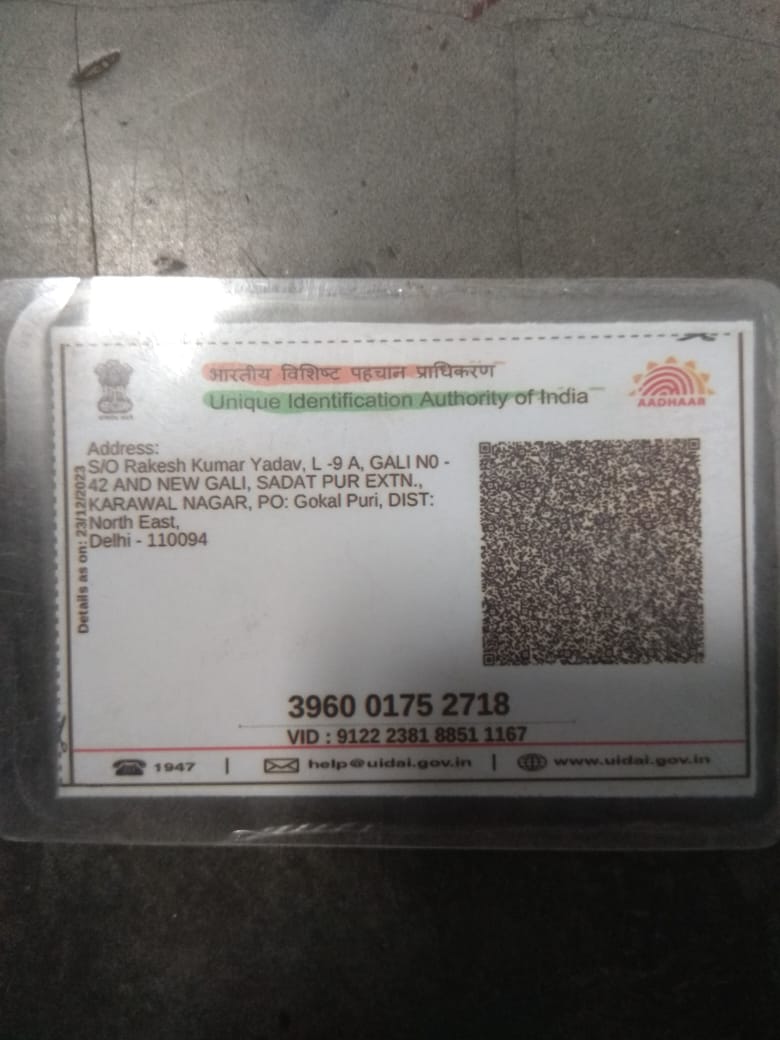 भारतीय विशिष्ट पहचान प्राधिकरण
Unique Identification Authority of India
AADHAAR
Address:
S/O Rakesh Kumar Yadav, L -9 A, GALI N0 -
42 AND NEW GALI, SADAT PUR EXTN.,
KARAWAL NAGAR, PO: Gokal Puri, DIST:
North East,
Delhi - 110094
Details as on: 23/12/2023
3960 0175 2718
VID : 9122 2381 8851 1167
1947 | help@uidai.gov.in | www.uidai.gov.in